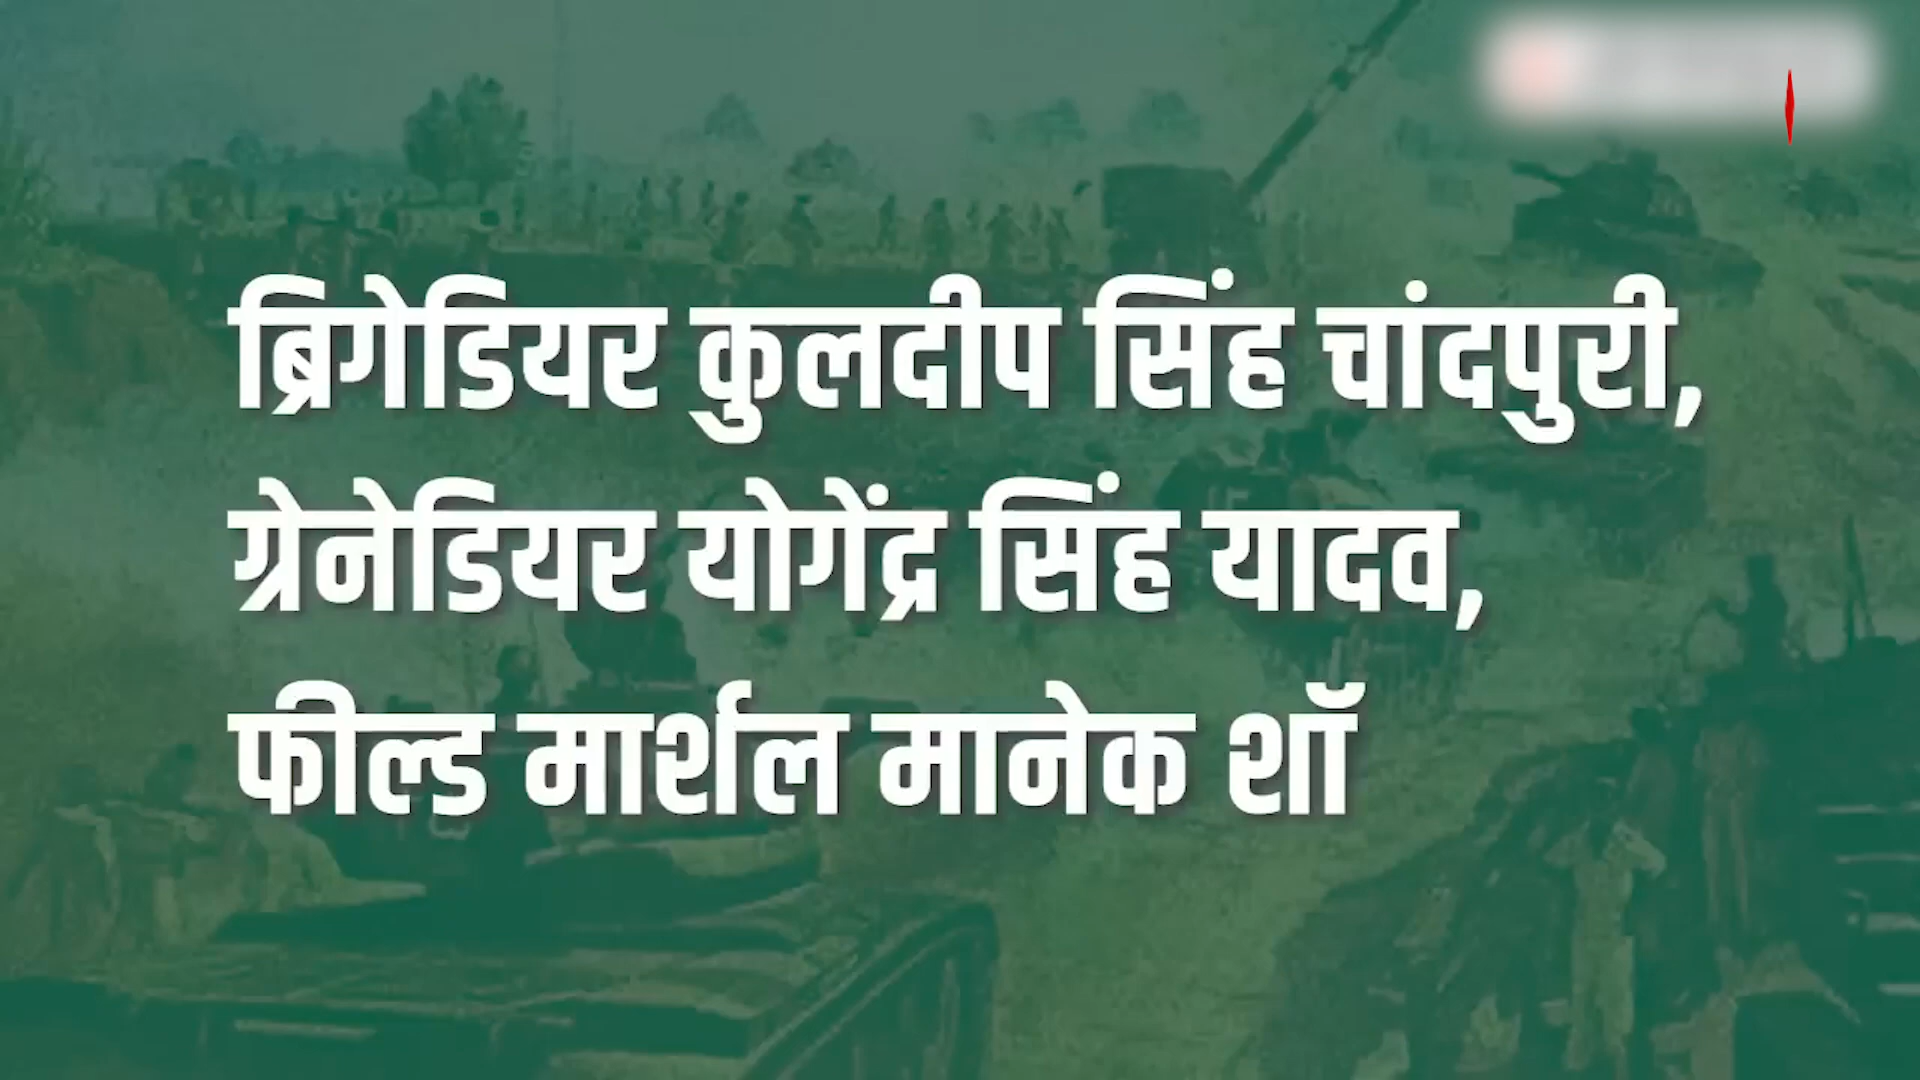 ब्रिगेडियर कुलदीप सिंह चांदपुरी,
ग्रेनेडियर योगेंद्र सिंह यादव,
फील्ड मार्शल मानेक शॉ